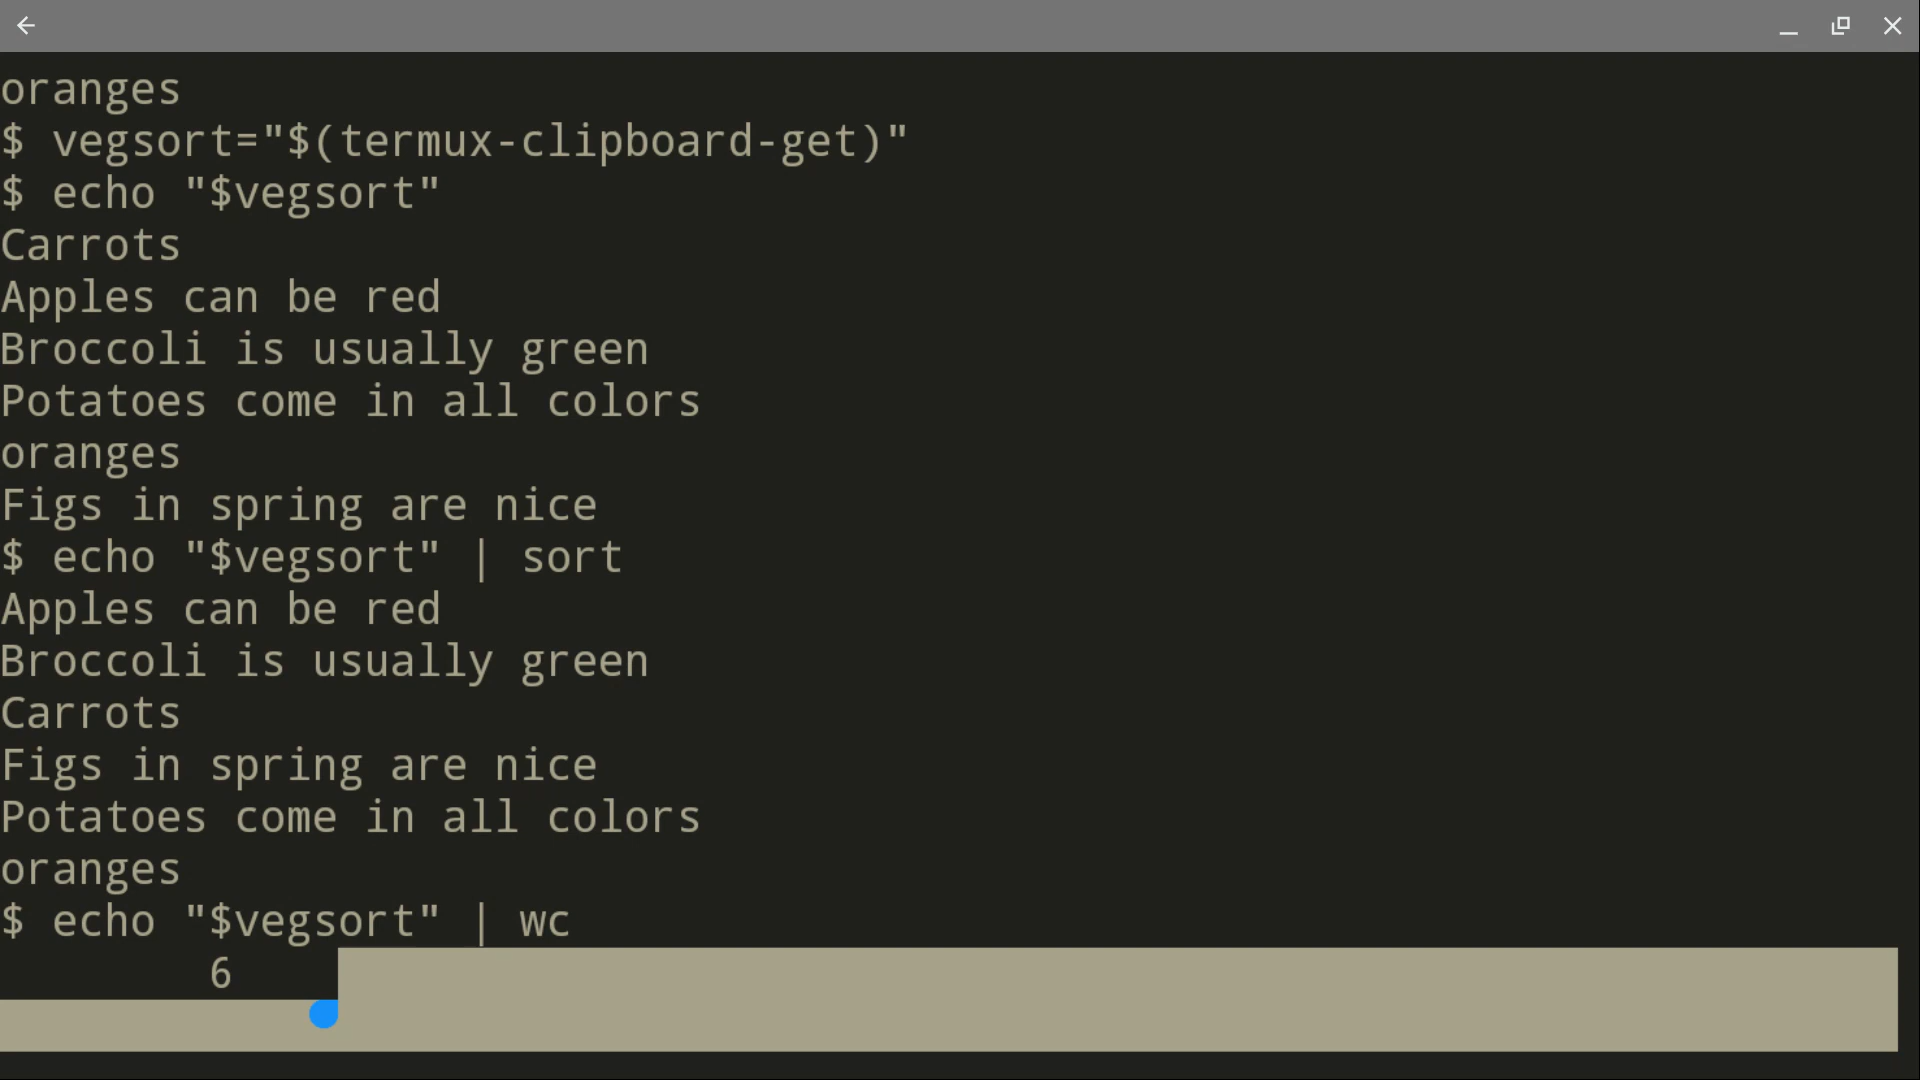 oranges
$ vegsort="$(termux-clipboard-get)"
$ echo "$vegsort"
Carrots
Apples can be red
Broccoli is usually green
Potatoes come in all colors
oranges
Figs in spring are nice
$ echo "$vegsort" | sort
Apples can be red
Broccoli is usually green
Carrots
Figs in spring are nice
Potatoes come in all colors
oranges
$ echo "$vegsort" | wc
6